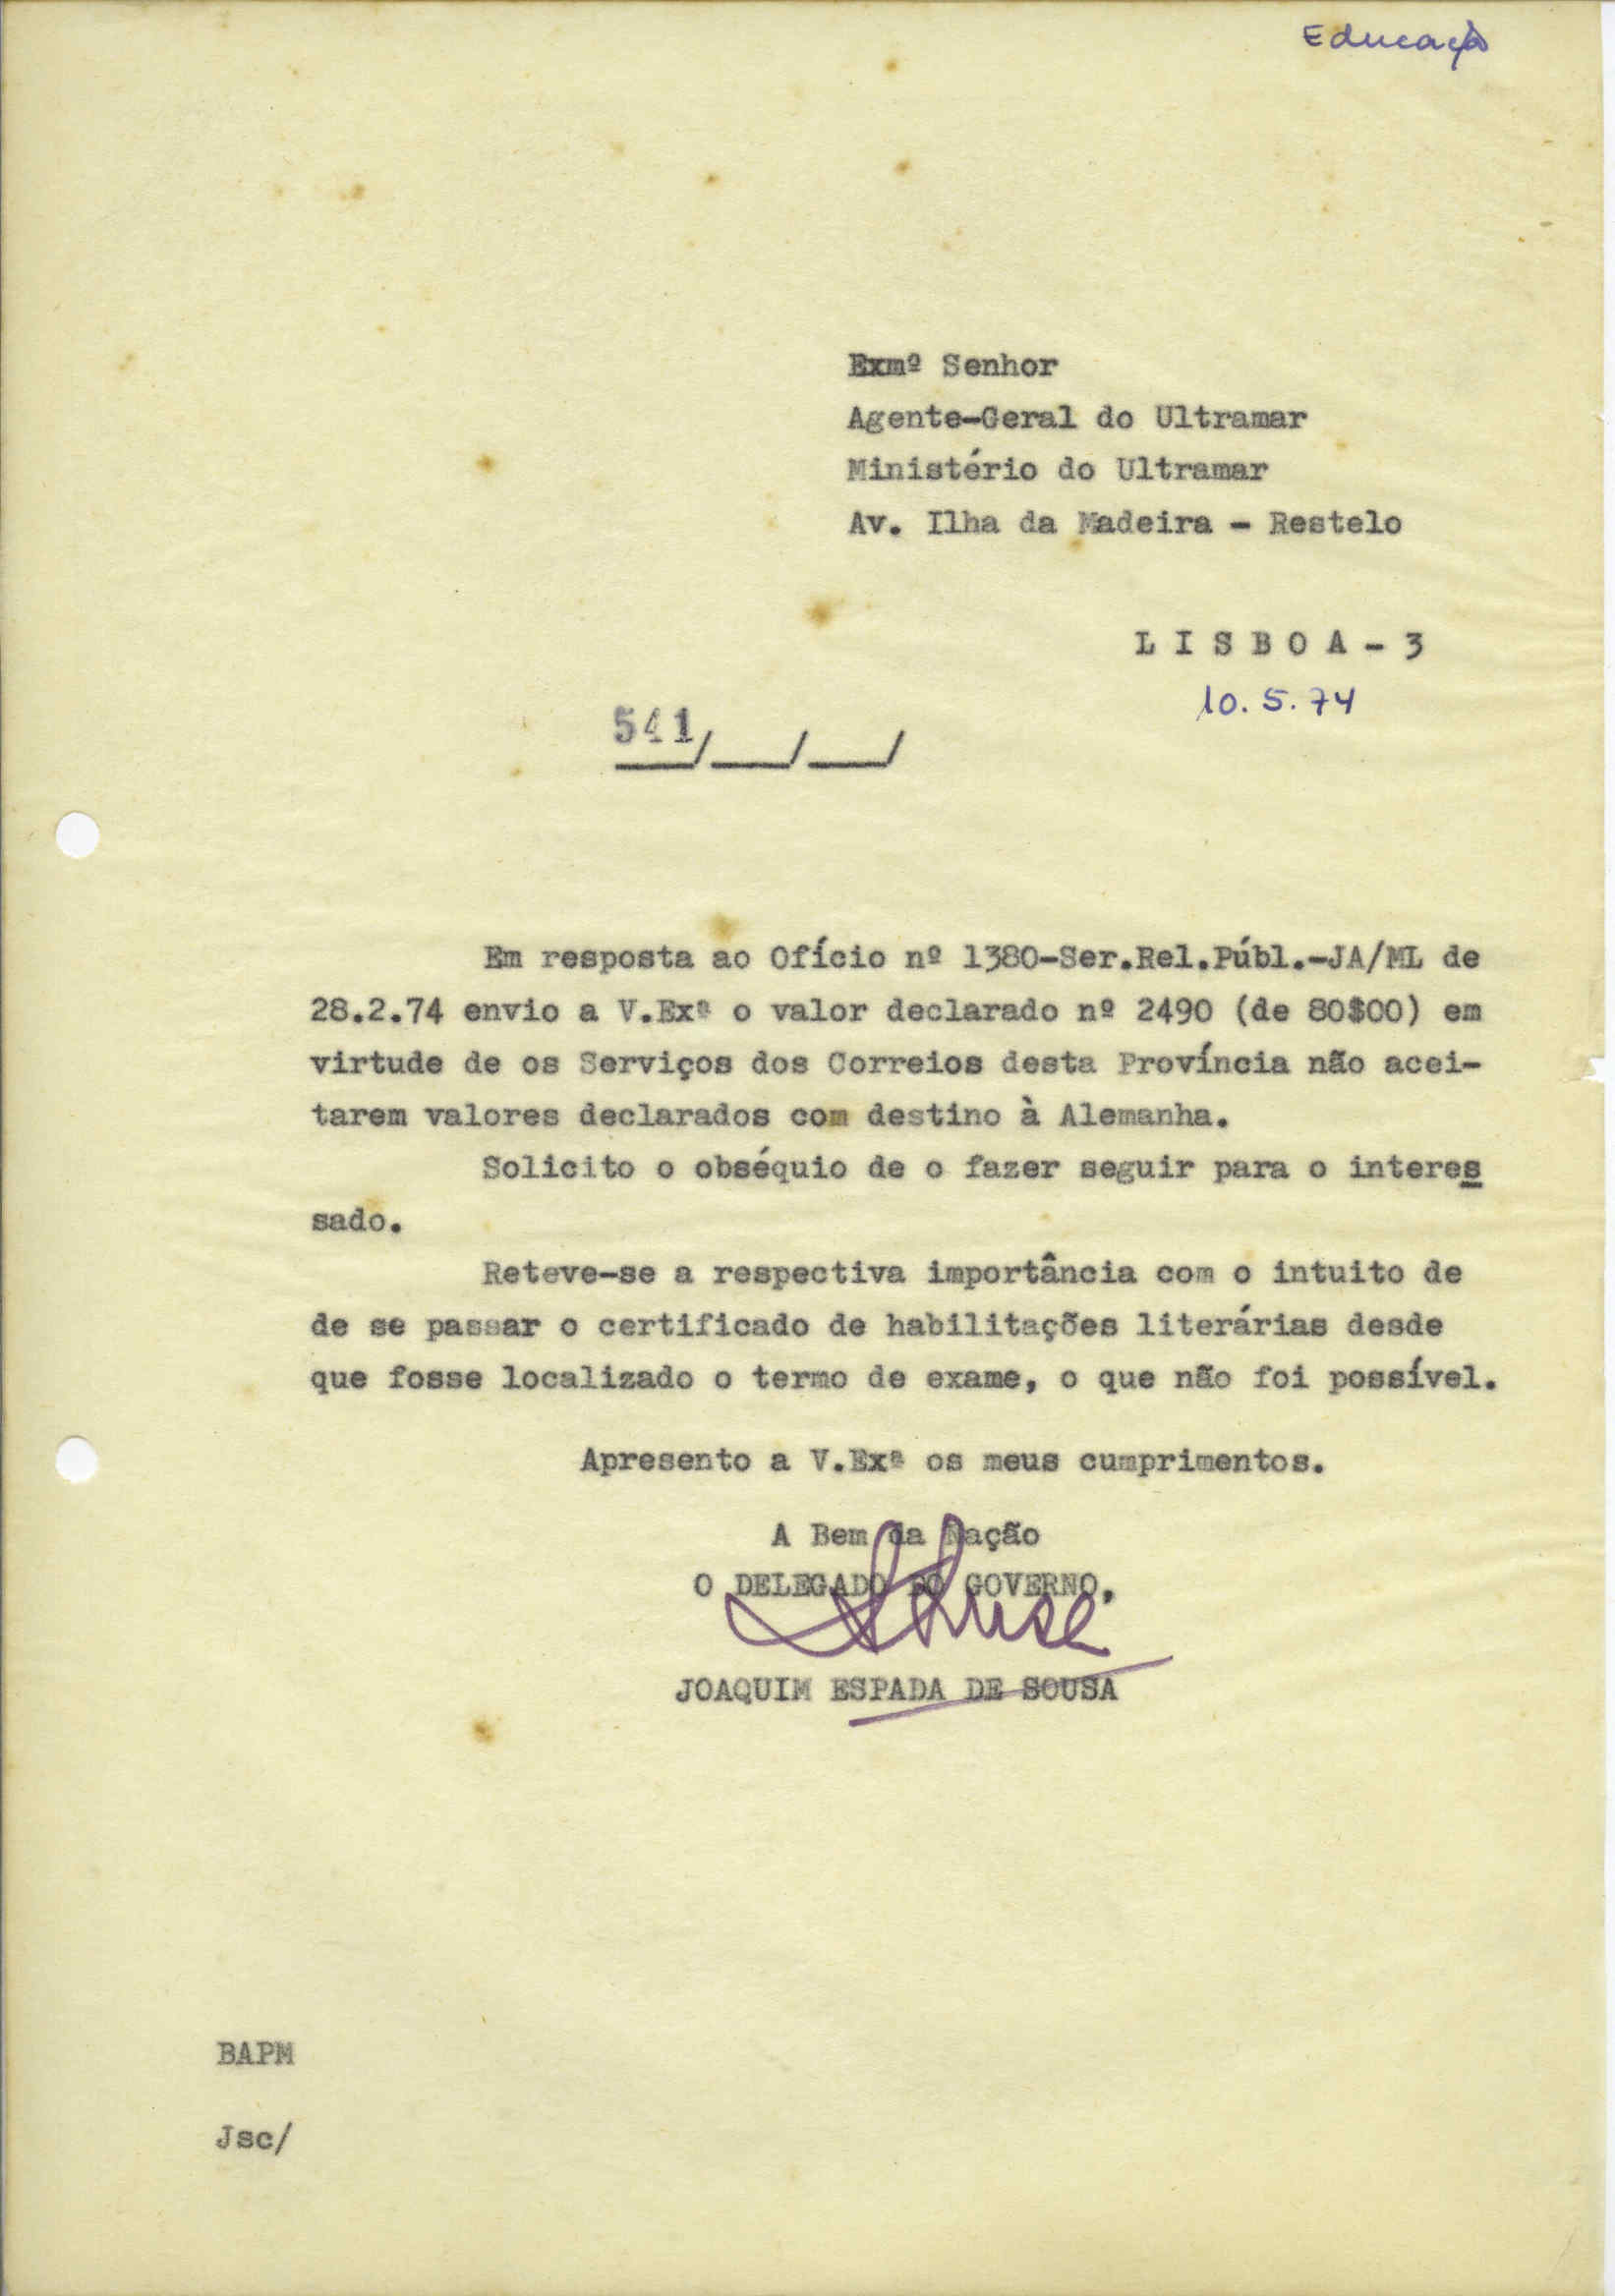 Educação
Exmº Senhor
Agente-Geral do Ultramar
Ministério do Ultramar
Av. Ilha da Madeira - Restelo
L I S B O A - 3
10.5.74
541/___/___/
Em resposta ao Ofício nº 1380-Ser.Rel.Públ.-JA/ML de
28.2.74 envio a V.Exª o valor declarado nº 2490 (de 80$00) em
virtude de os Serviços dos Correios desta Província não acei-
tarem valores declarados com destino à Alemanha.
Solicito o obséquio de o fazer seguir para o interes
sado.
Reteve-se a respectiva importância com o intuito de
de se passar o certificado de habilitações literárias desde
que fosse localizado o termo de exame, o que não foi possível.
Apresento a V.Exª os meus cumprimentos.
A Bem da Nação
O DELEGADO DO GOVERNO,
JOAQUIM ESPADA DE SOUSA
BAPM
Jsc/